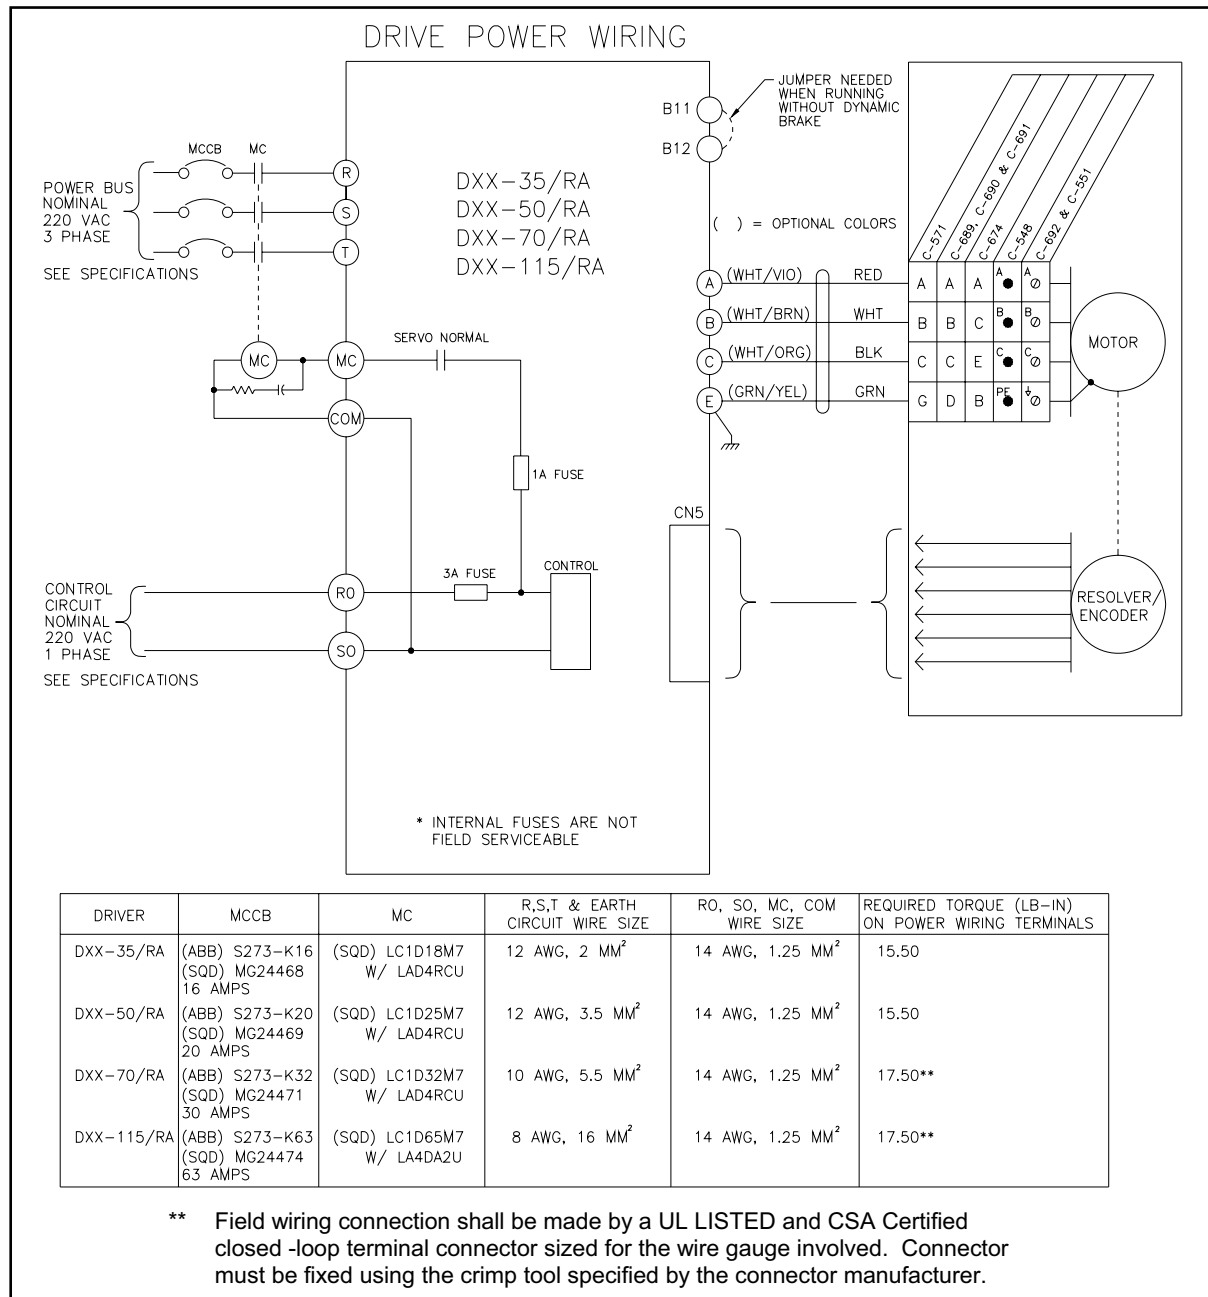 DRIVE POWER WIRING
B11
B12
JUMPER NEEDED
WHEN RUNNING
WITHOUT DYNAMIC
BRAKE
MCCB
MC
R
S
T
POWER BUS
NOMINAL
220 VAC
3 PHASE
SEE SPECIFICATIONS
DXX-35/RA
DXX-50/RA
DXX-70/RA
DXX-115/RA
( ) = OPTIONAL COLORS
C-571
C-689, C-690 & C-691
C-674
C-548
C-692 & C-551
A (WHT/VIO) RED A A A A A
B (WHT/BRN) WHT B B C B B
C (WHT/ORG) BLK C C E C C
E (GRN/YEL) GRN G D B PE
MOTOR
MC
MC
SERVO NORMAL
COM
1A FUSE
CN5
3A FUSE
CONTROL
RO
SO
CONTROL
CIRCUIT
NOMINAL
220 VAC
1 PHASE
SEE SPECIFICATIONS
RESOLVER/
ENCODER
* INTERNAL FUSES ARE NOT
FIELD SERVICEABLE
DRIVER MCCB MC R,S,T & EARTH CIRCUIT WIRE SIZE RO, SO, MC, COM WIRE SIZE REQUIRED TORQUE (LB-IN) ON POWER WIRING TERMINALS
DXX-35/RA (ABB) S273-K16 (SQD) LC1D18M7 12 AWG, 2 MM² 14 AWG, 1.25 MM² 15.50
(SQD) MG24468 W/ LAD4RCU
16 AMPS
DXX-50/RA (ABB) S273-K20 (SQD) LC1D25M7 12 AWG, 3.5 MM² 14 AWG, 1.25 MM² 15.50
(SQD) MG24469 W/ LAD4RCU
20 AMPS
DXX-70/RA (ABB) S273-K32 (SQD) LC1D32M7 10 AWG, 5.5 MM² 14 AWG, 1.25 MM² 17.50**
(SQD) MG24471 W/ LAD4RCU
30 AMPS
DXX-115/RA (ABB) S273-K63 (SQD) LC1D65M7 8 AWG, 16 MM² 14 AWG, 1.25 MM² 17.50**
(SQD) MG24474 W/ LA4DA2U
63 AMPS
** Field wiring connection shall be made by a UL LISTED and CSA Certified
closed -loop terminal connector sized for the wire gauge involved. Connector
must be fixed using the crimp tool specified by the connector manufacturer.